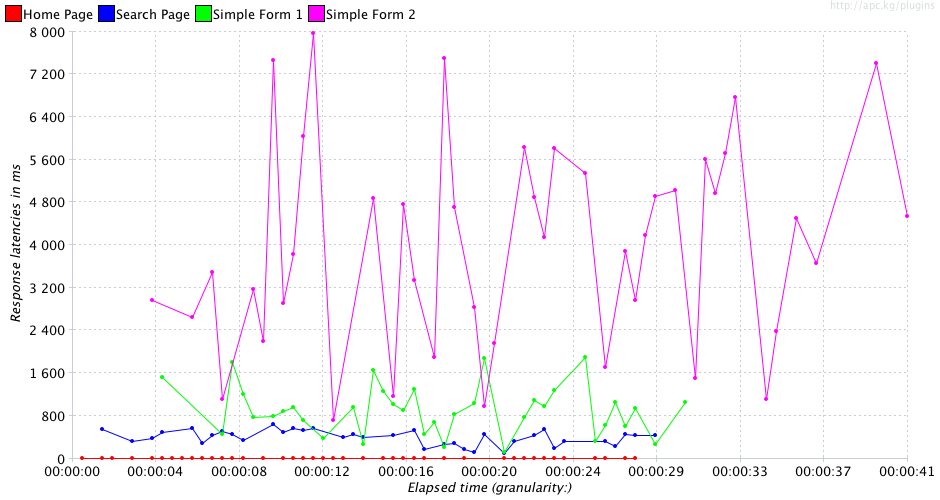 http://apc.kg/plugins
Home Page Search Page Simple Form 1 Simple Form 2
8 000
7 200
6 400
5 600
4 800
4 000
3 200
2 400
1 600
800
0
Response latencies in ms
00:00:00 00:00:04 00:00:08 00:00:12 00:00:16 00:00:20 00:00:24 00:00:29 00:00:33 00:00:37 00:00:41
Elapsed time (granularity:)